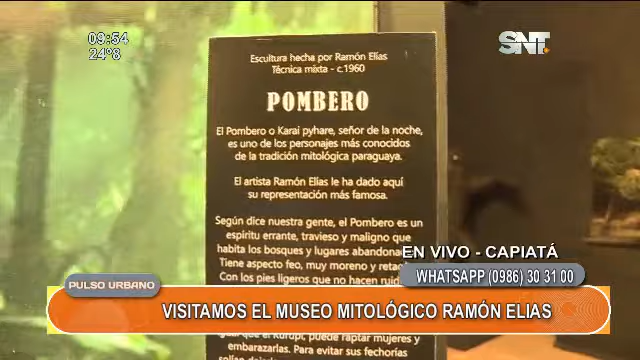 09:54
24°8
SNT
Escultura hecha por Ramón Elías
Técnica mixta - c.1960
POMBERO
El Pombero o Karai pyhare, señor de la noche,
es uno de los personajes más conocidos
de la tradición mitológica paraguaya.
El artista Ramón Elías le ha dado aquí
su representación más famosa.
Según dice nuestra gente, el Pombero es un
espíritu errante, travieso y maligno que
habita los bosques y lugares
Tiene aspecto feo, muy moreno y
Con los pies ligeros que no hacen
EN VIVO - CAPIATÁ
WHATSAPP (0986) 30 31 00
PULSO URBANO
VISITAMOS EL MUSEO MITOLÓGICO RAMÓN ELIAS
que el Kurupi, puede raptar mujeres y
embarazarlas. Para evitar sus fechorías